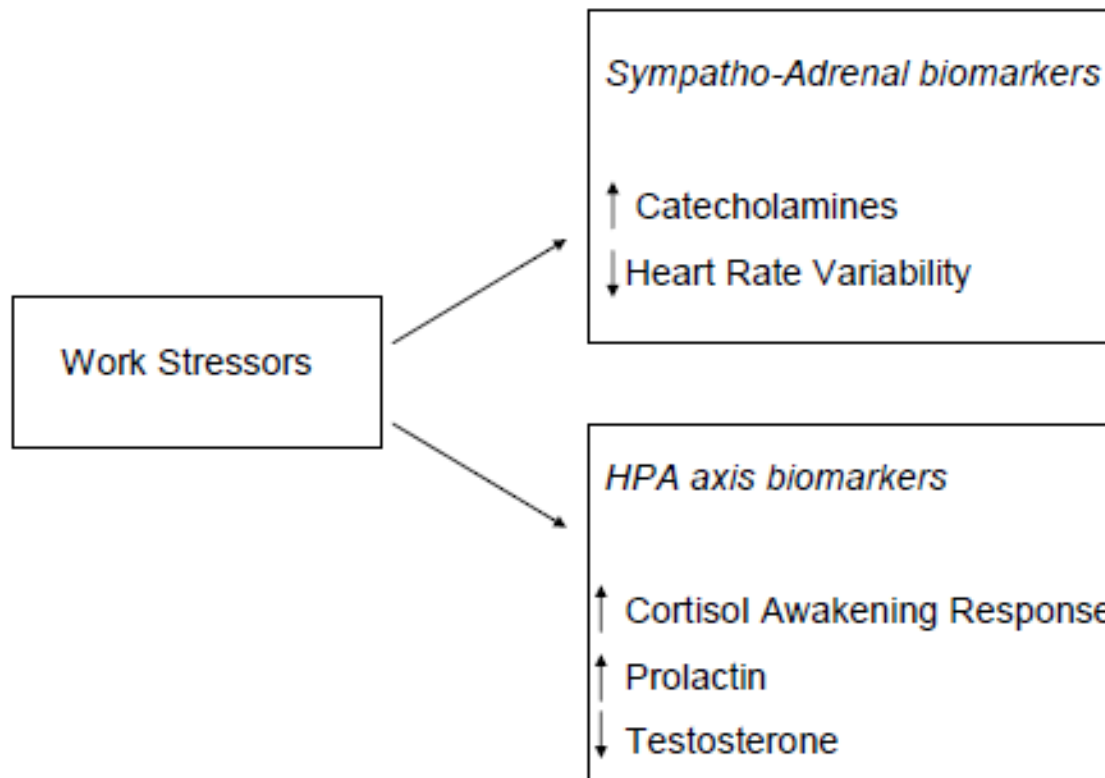 Sympatho-Adrenal biomarkers
↑ Catecholamines
↓ Heart Rate Variability
Work Stressors
HPA axis biomarkers
↑ Cortisol Awakening Response
↑ Prolactin
↓ Testosterone